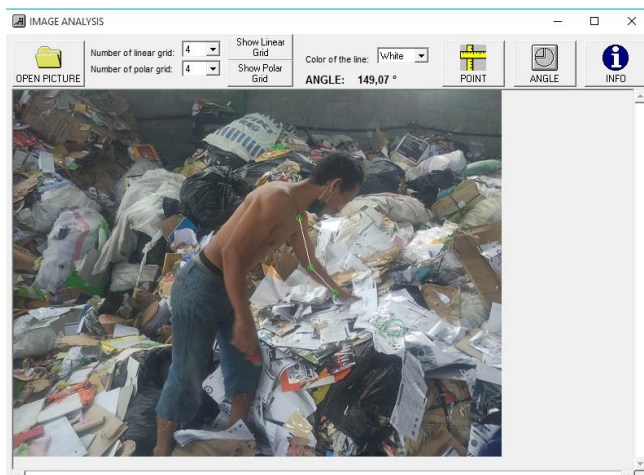 IMAGE ANALYSIS
OPEN PICTURE
Number of linear grid: 4
Number of polar grid: 4
Show Linear
Grid
Show Polar
Grid
Color of the line: White
ANGLE: 149,07 °
POINT
ANGLE
INFO